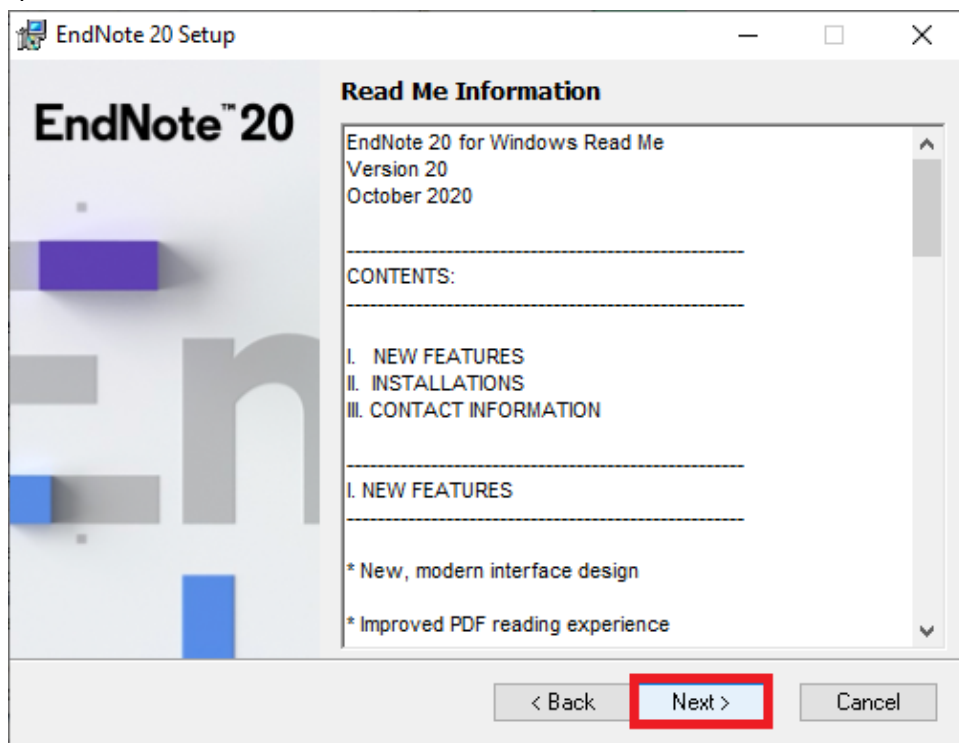 EndNote 20 Setup
EndNote™20
Read Me Information
EndNote 20 for Windows Read Me
Version 20
October 2020
----------------------------------------------------------------
CONTENTS:
----------------------------------------------------------------
I. NEW FEATURES
II. INSTALLATIONS
III. CONTACT INFORMATION
----------------------------------------------------------------
I. NEW FEATURES
----------------------------------------------------------------
* New, modern interface design
* Improved PDF reading experience
En
< Back
Next >
Cancel